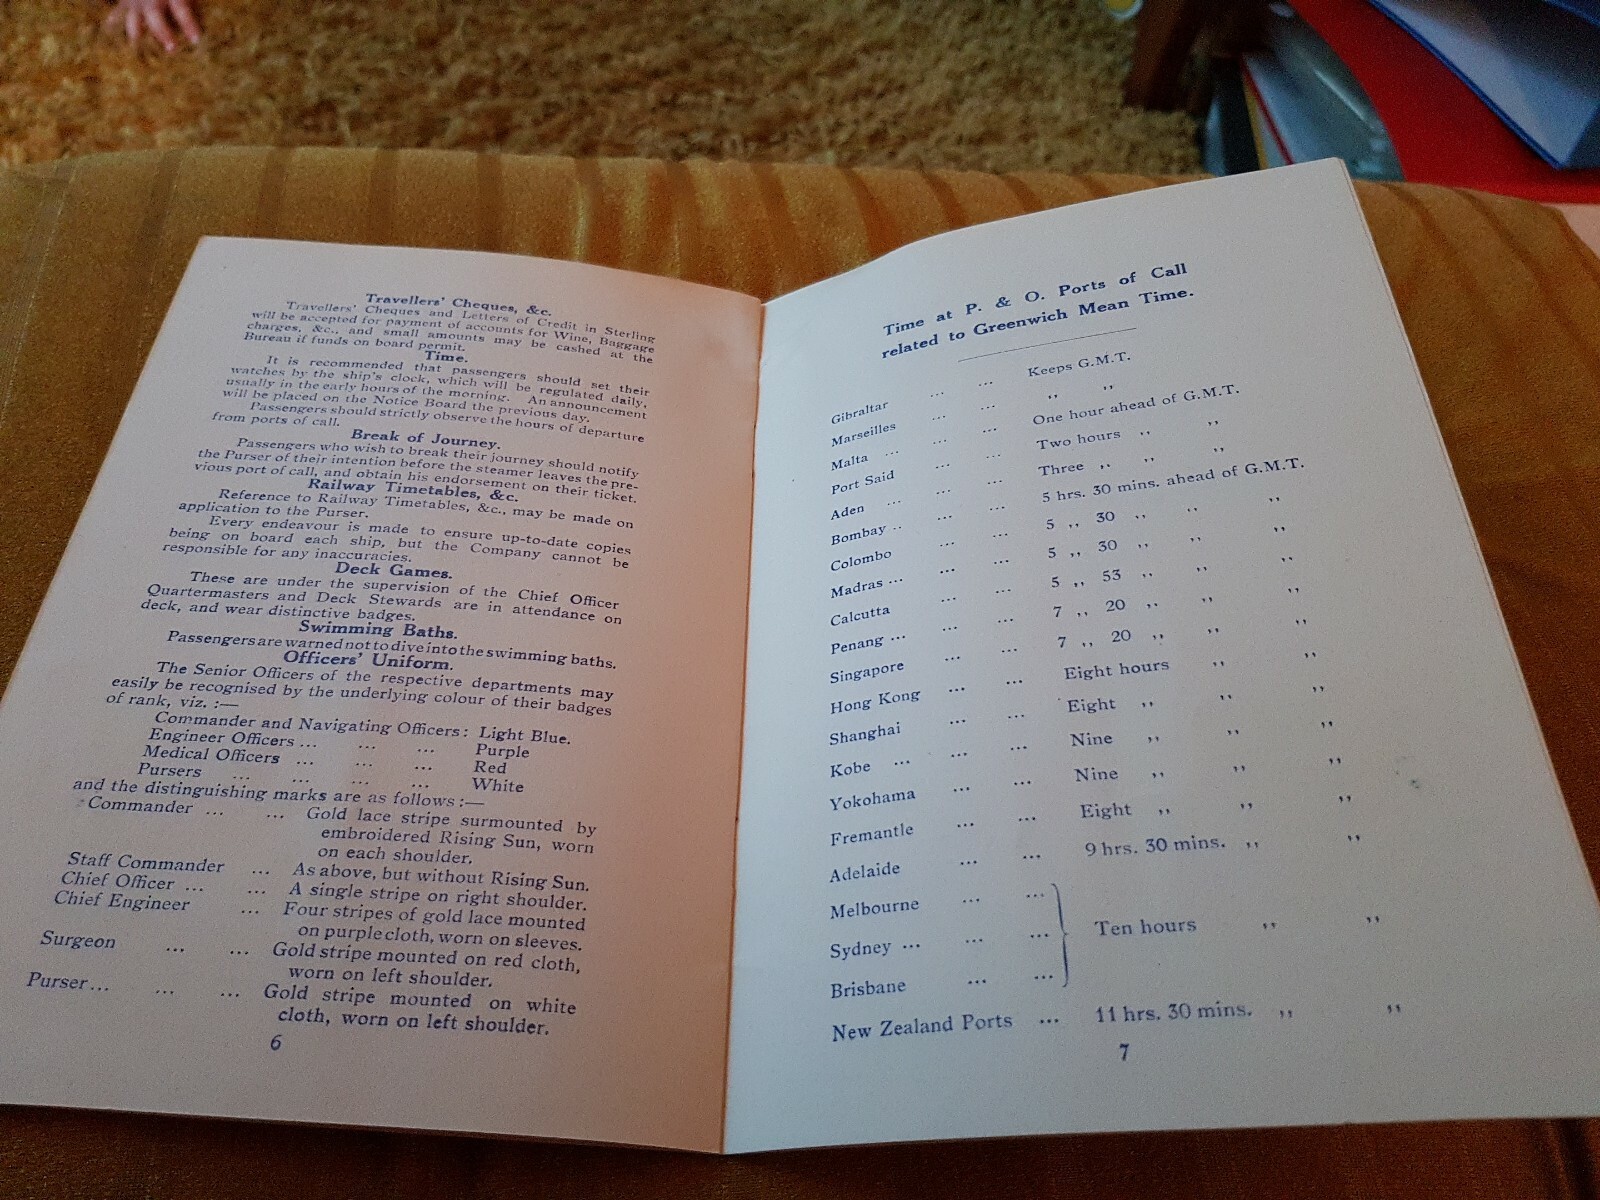 Travellers' Cheques, &c.
Travellers' Cheques and Letters of Credit in Sterling
will be accepted for payment of accounts for Wine, Baggage
charges, &c., and small amounts may be cashed at the
Bureau if funds on board permit.
Time.
It is recommended that passengers should set their
watches by the ship's clock, which will be regulated daily,
usually in the early hours of the morning. An announcement
will be placed on the Notice Board the previous day.
Passengers should strictly observe the hours of departure
from ports of call.
Break of Journey.
Passengers who wish to break their journey should notify
the Purser of their intention before the steamer leaves the pre-
vious port of call, and obtain his endorsement on their ticket.
Railway Timetables, &c.
Reference to Railway Timetables, &c., may be made on
application to the Purser.
Every endeavour is made to ensure up-to-date copies
being on board each ship, but the Company cannot be
responsible for any inaccuracies.
Deck Games.
These are under the supervision of the Chief Officer
Quartermasters and Deck Stewards are in attendance on
deck, and wear distinctive badges.
Swimming Baths.
Passengers are warned not to dive into the swimming baths.
Officers' Uniform.
The Senior Officers of the respective departments may
easily be recognised by the underlying colour of their badges
of rank, viz. :—
Commander and Navigating Officers: Light Blue.
Engineer Officers ... ... ... Purple
Medical Officers ... ... ... Red
Pursers ... ... ... ... White
and the distinguishing marks are as follows :—
Commander ... ... Gold lace stripe surmounted by
embroidered Rising Sun, worn
on each shoulder.
Staff Commander ... As above, but without Rising Sun.
Chief Officer ... ... A single stripe on right shoulder.
Chief Engineer ... Four stripes of gold lace mounted
on purple cloth, worn on sleeves.
Surgeon ... ... Gold stripe mounted on red cloth,
worn on left shoulder.
Purser ... ... ... Gold stripe mounted on white
cloth, worn on left shoulder.
6
Time at P. & O. Ports of Call
related to Greenwich Mean Time.
Gibraltar ... ... Keeps G.M.T.
Marseilles ... ... ,, ,,
Malta ... ... ... One hour ahead of G.M.T.
Port Said ... ... Two hours ,, ,,
Aden ... ... ... Three ,, ,, ,,
Bombay .. ... ... 5 hrs. 30 mins. ahead of G.M.T.
Colombo ... ... 5 ,, 30 ,, ,, ,,
Madras ... ... ... 5 ,, 30 ,, ,, ,,
Calcutta ... ... 5 ,, 53 ,, ,, ,,
Penang ... ... ... 7 ,, 20 ,, ,, ,,
Singapore ... ... 7 ,, 20 ,, ,, ,,
Hong Kong ... ... Eight hours ,, ,,
Shanghai ... ... Eight ,, ,, ,,
Kobe ... ... ... Nine ,, ,, ,,
Yokohama ... ... Nine ,, ,, ,,
Fremantle ... ... Eight ,, ,, ,,
Adelaide ... ... 9 hrs. 30 mins. ,, ,,
Melbourne ... ...
Sydney ... ... ... Ten hours ,, ,,
Brisbane ... ...
New Zealand Ports ... 11 hrs. 30 mins. ,, ,,
7